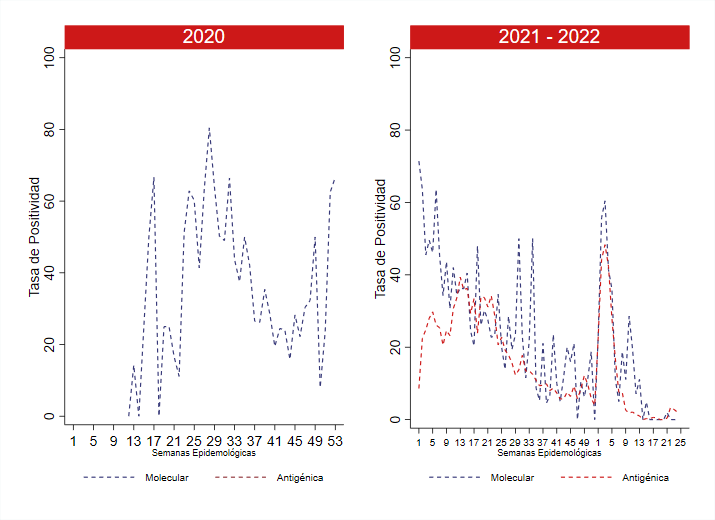 2020
Tasa de Positividad
100
80
60
40
20
0
1 5 9 13 17 21 25 29 33 37 41 45 49 53
Semanas Epidemológicas
Molecular Antigénica
2021 - 2022
Tasa de Positividad
100
80
60
40
20
0
1 5 9 13 17 21 25 29 33 37 41 45 49 1 5 9 13 17 21 25
Semanas Epidemológicas
Molecular Antigénica